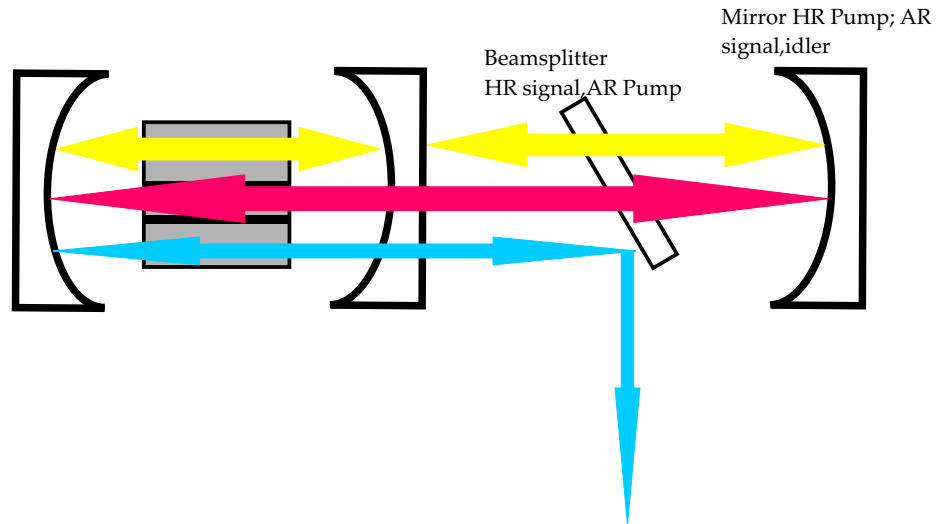 Mirror HR Pump; AR
signal,idler
Beamsplitter
HR signal,AR Pump